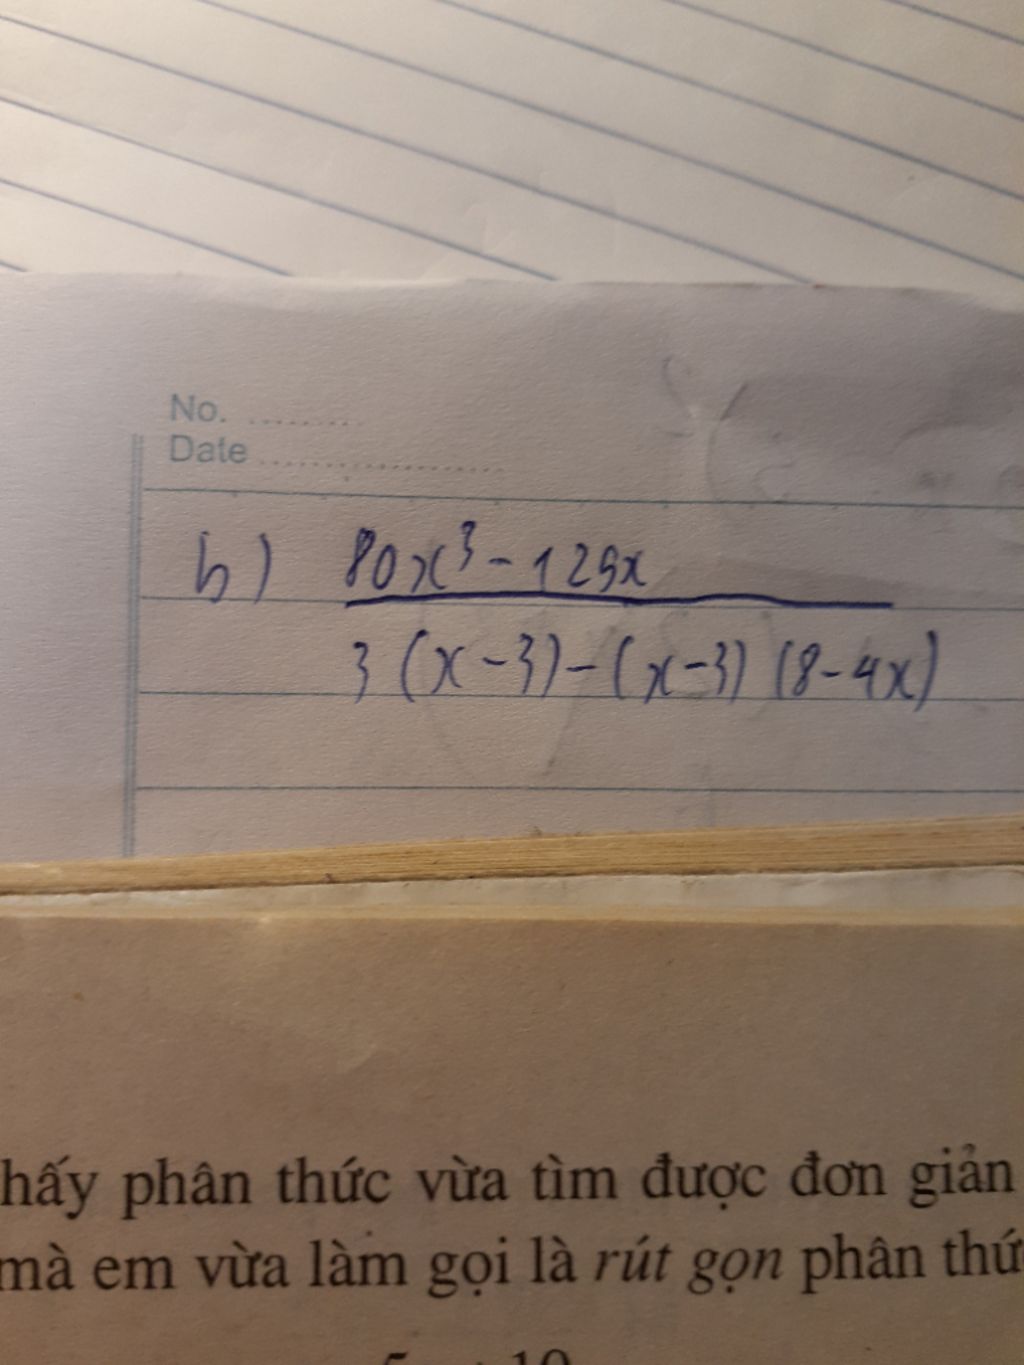 No. ..........
Date ....................
b) 80x³ - 125x
3 (x - 3) - (x - 3) (8 - 4x)
hấy phân thức vừa tìm được đơn giản
mà em vừa làm gọi là rút gọn phân thứ